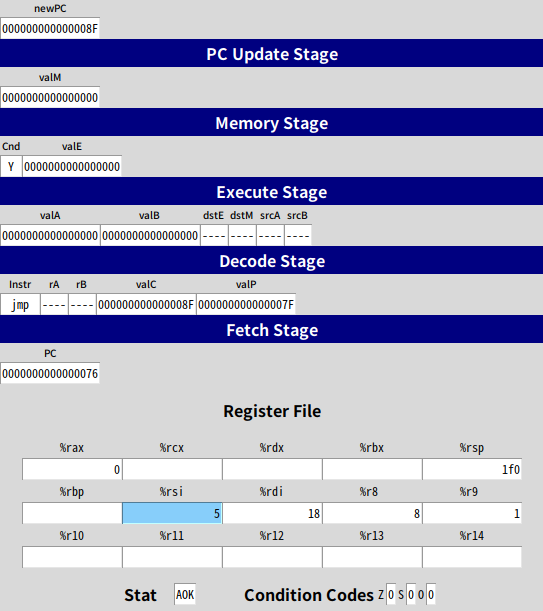 newPC
000000000000008F
PC Update Stage
valM
0000000000000000
Memory Stage
Cnd valE
Y 0000000000000000
Execute Stage
valA valB dstE dstM srcA srcB
0000000000000000 0000000000000000 ---- ---- ---- ----
Decode Stage
Instr rA rB valC valP
jmp ---- ---- 000000000000008F 000000000000007F
Fetch Stage
PC
0000000000000076
Register File
%rax %rcx %rdx %rbx %rsp
0 1f0
%rbp %rsi %rdi %r8 %r9
5 18 8 1
%r10 %r11 %r12 %r13 %r14
Stat AOK Condition Codes Z 0 S 0 O 0